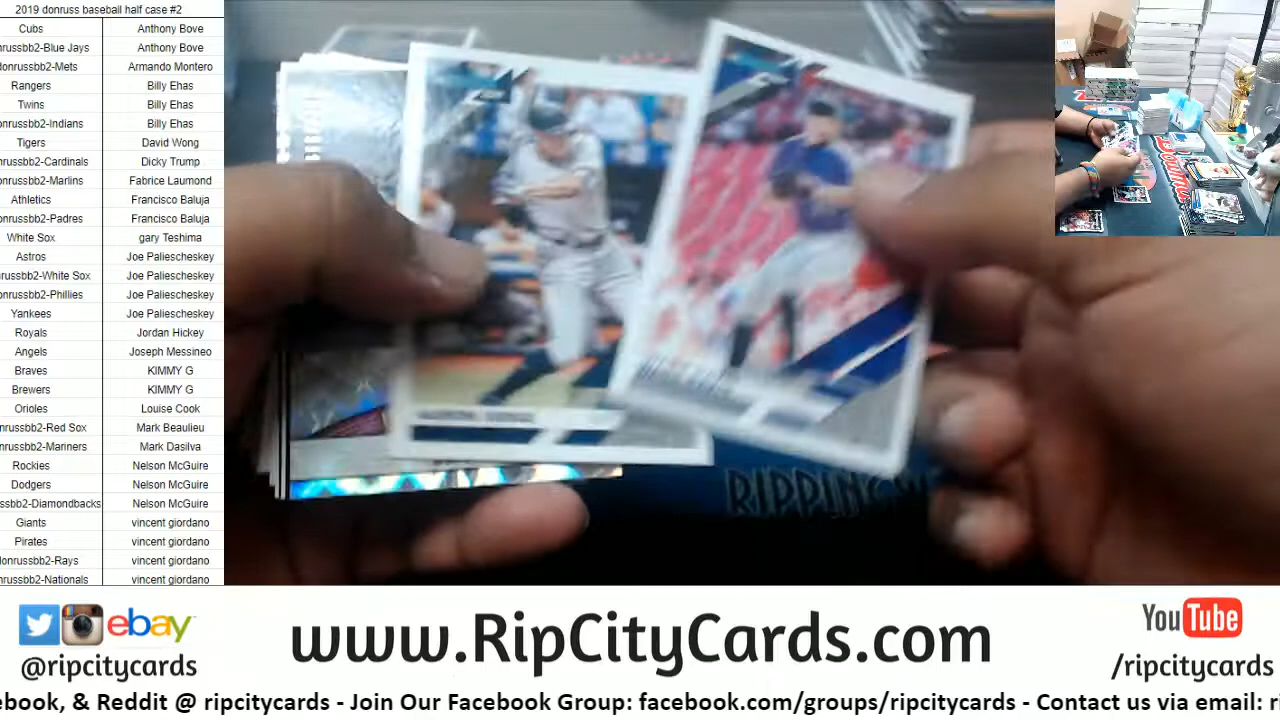 2019 donruss baseball half case #2
Cubs Anthony Bove
nrussbb2-Blue Jays Anthony Bove
donrussbb2-Mets Armando Montero
Rangers Billy Ehas
Twins Billy Ehas
onrussbb2-Indians Billy Ehas
Tigers David Wong
onrussbb2-Cardinals Dicky Trump
onrussbb2-Marlins Fabrice Laumond
Athletics Francisco Baluja
onrussbb2-Padres Francisco Baluja
White Sox gary Teshima
Astros Joe Paliescheskey
russbb2-White Sox Joe Paliescheskey
onrussbb2-Phillies Joe Paliescheskey
Yankees Joe Paliescheskey
Royals Jordan Hickey
Angels Joseph Messineo
Braves KIMMY G
Brewers KIMMY G
Orioles Louise Cook
nrussbb2-Red Sox Mark Beaulieu
nrussbb2-Mariners Mark Dasilva
Rockies Nelson McGuire
Dodgers Nelson McGuire
ssbb2-Diamondbacks Nelson McGuire
Giants vincent giordano
Pirates vincent giordano
donrussbb2-Rays vincent giordano
nrussbb2-Nationals vincent giordano
ebay
@ripcitycards
www.RipCityCards.com
YouTube
/ripcitycards
ebook, & Reddit @ ripcitycards - Join Our Facebook Group: facebook.com/groups/ripcitycards - Contact us via email: ri